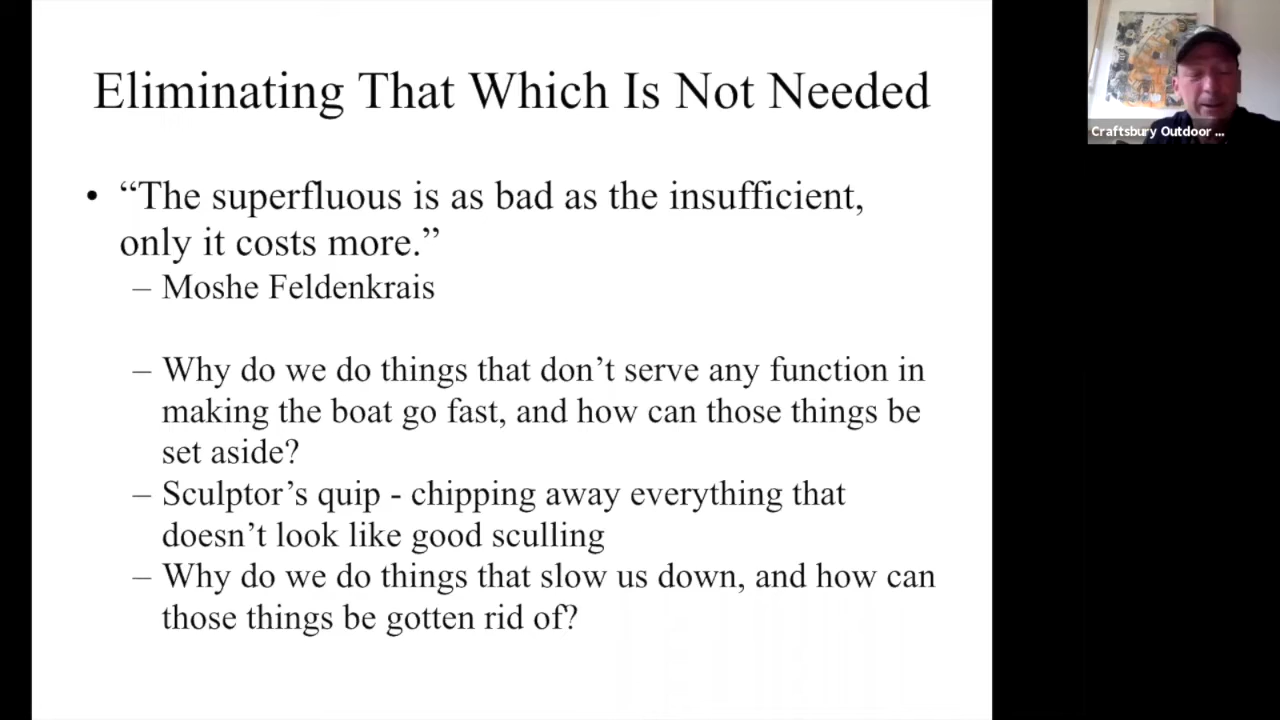 Eliminating That Which Is Not Needed
• “The superfluous is as bad as the insufficient,
only it costs more.”
– Moshe Feldenkrais
– Why do we do things that don’t serve any function in
making the boat go fast, and how can those things be
set aside?
– Sculptor’s quip - chipping away everything that
doesn’t look like good sculling
– Why do we do things that slow us down, and how can
those things be gotten rid of?
Craftsbury Outdoor ...